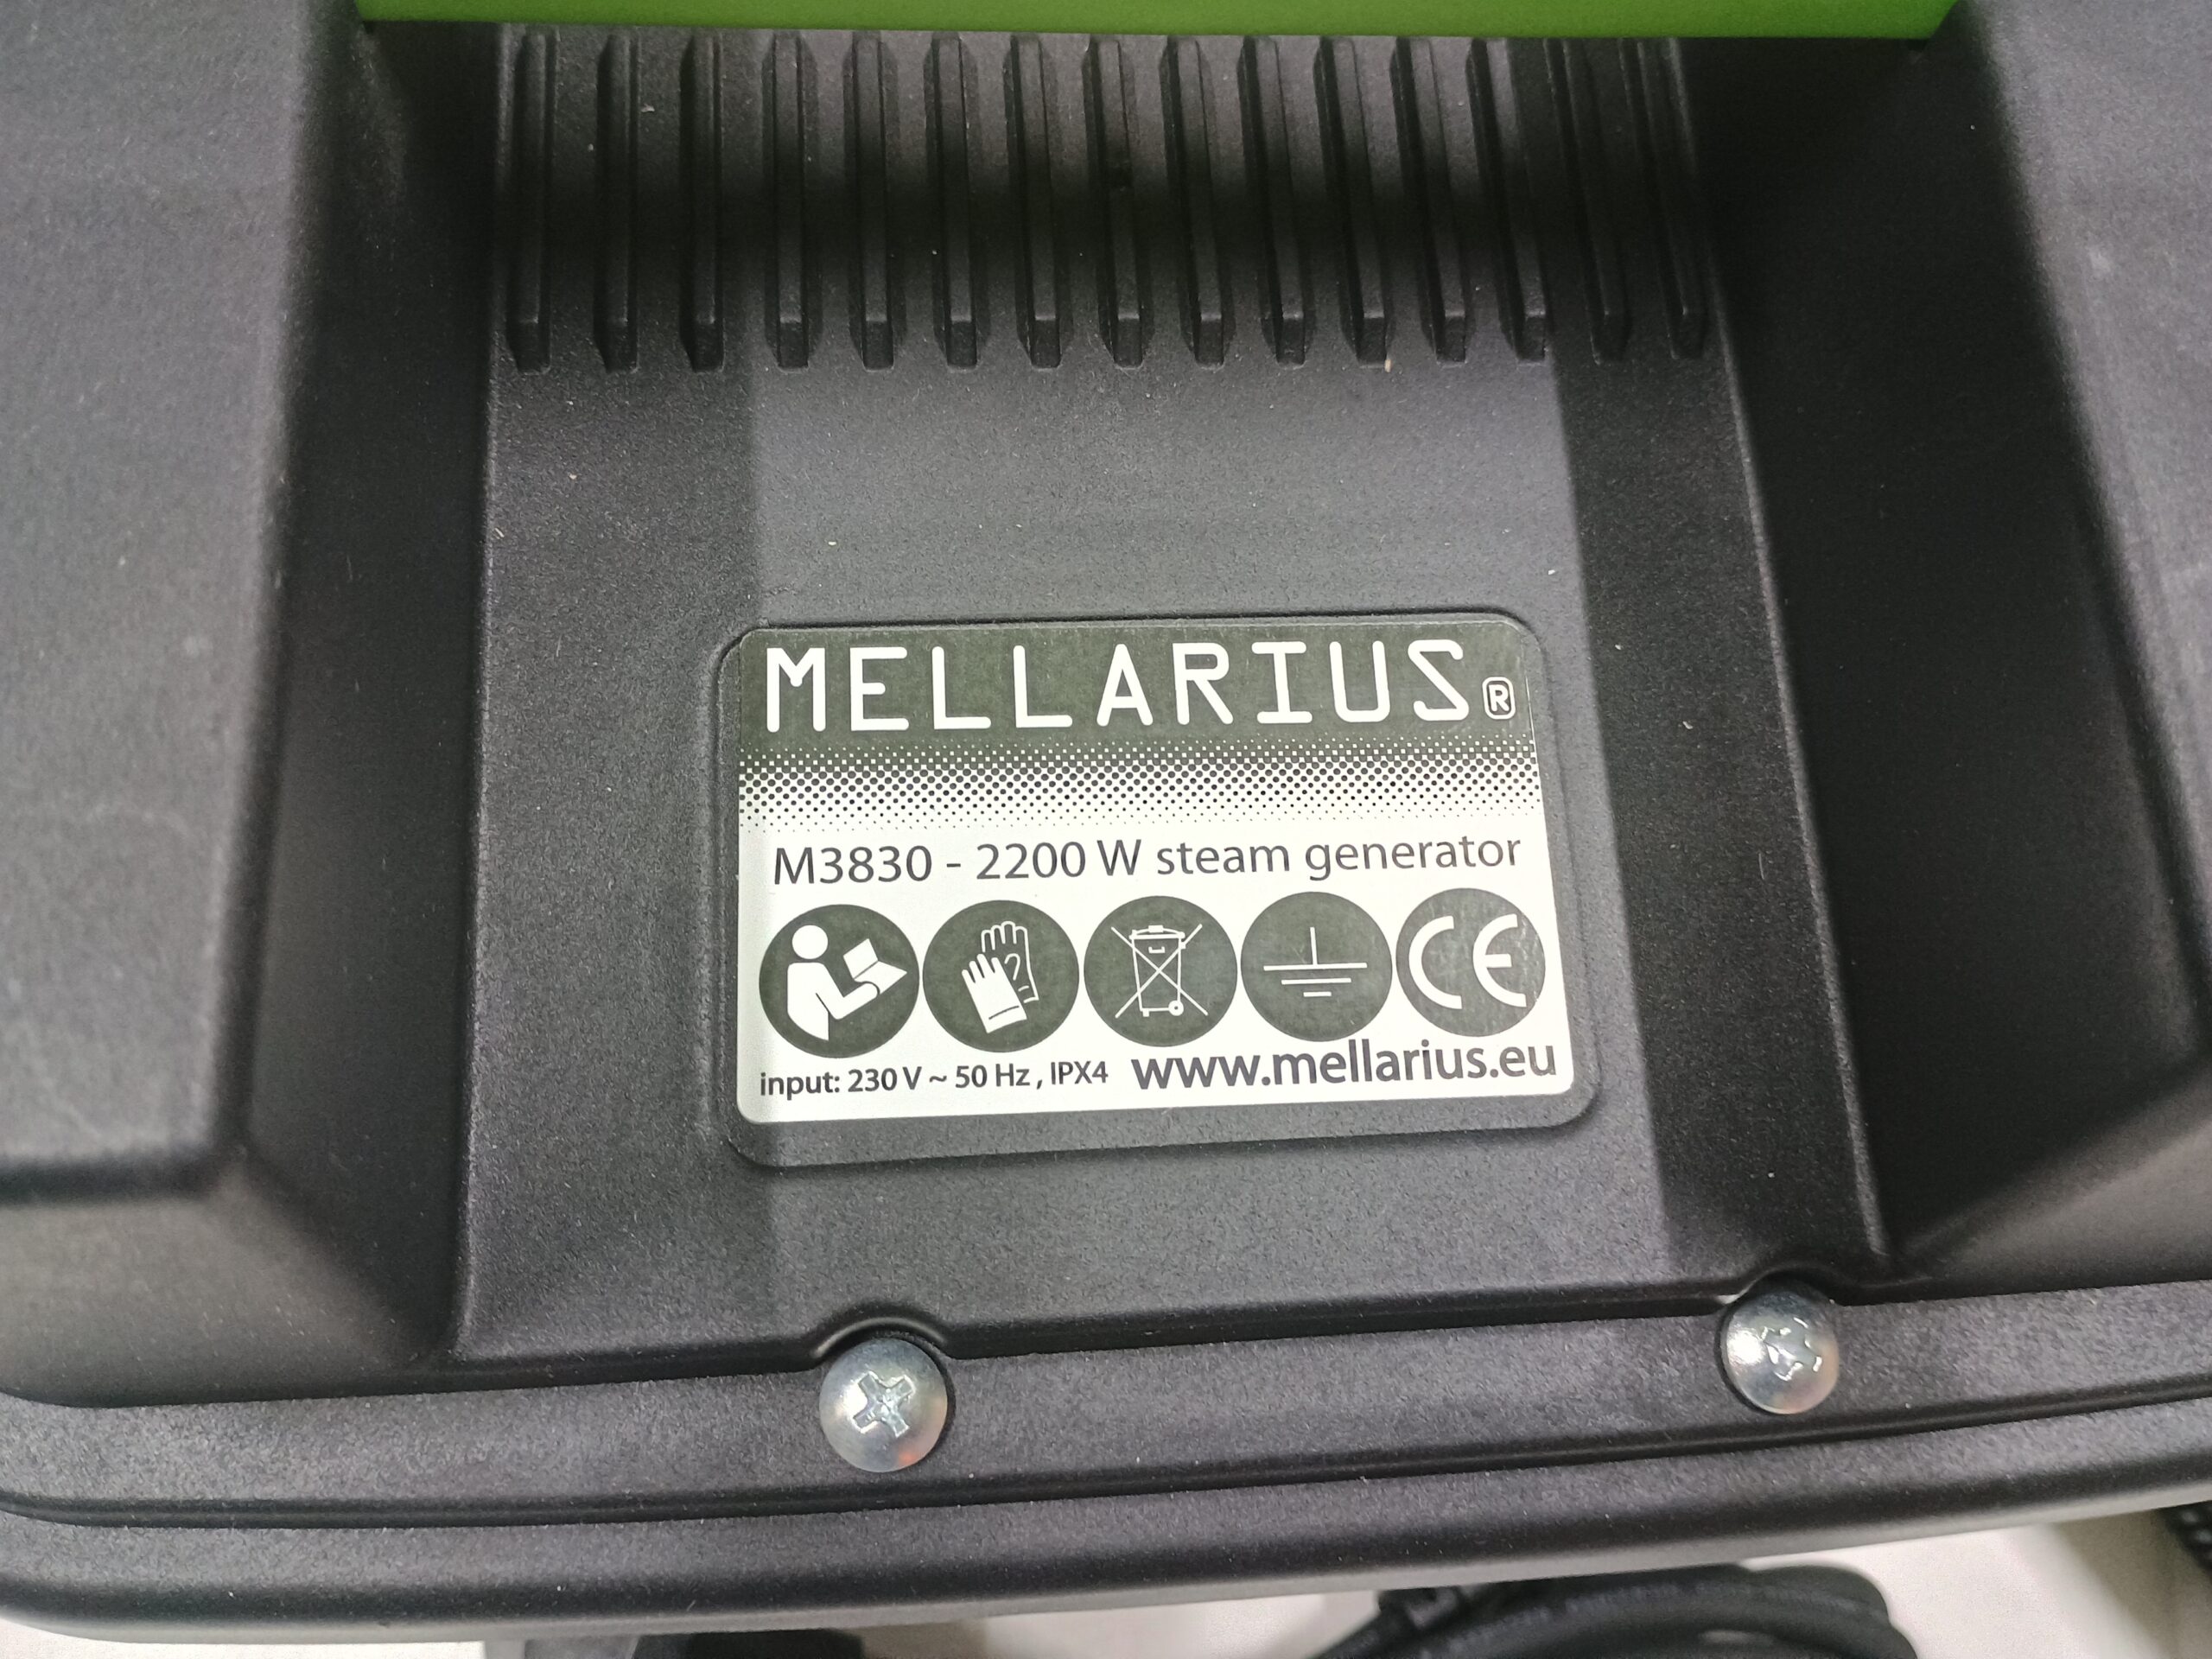 MELLARIUS®
M3830 - 2200 W steam generator
CE
input: 230 V ~ 50 Hz , IPX4 www.mellarius.eu